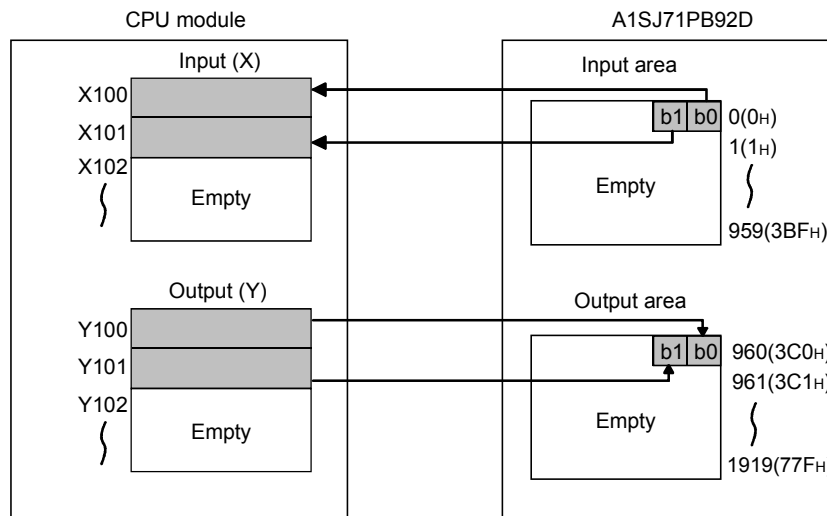 CPU module
A1SJ71PB92D
Input (X)
Input area
X100
X101
X102
Empty
b1 b0
0(0H)
1(1H)
Empty
959(3BFH)
Output (Y)
Output area
Y100
Y101
Y102
Empty
b1 b0
960(3C0H)
961(3C1H)
Empty
1919(77FH